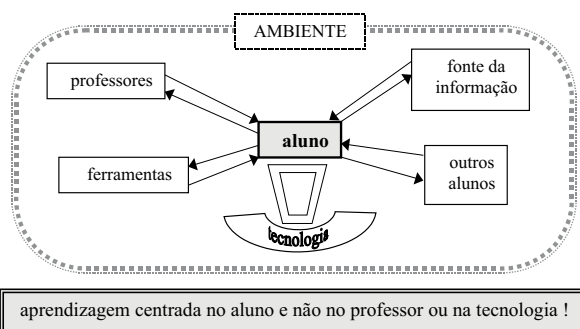 AMBIENTE
professores
fonte da
informação
aluno
ferramentas
outros
alunos
tecnologia
aprendizagem centrada no aluno e não no professor ou na tecnologia !